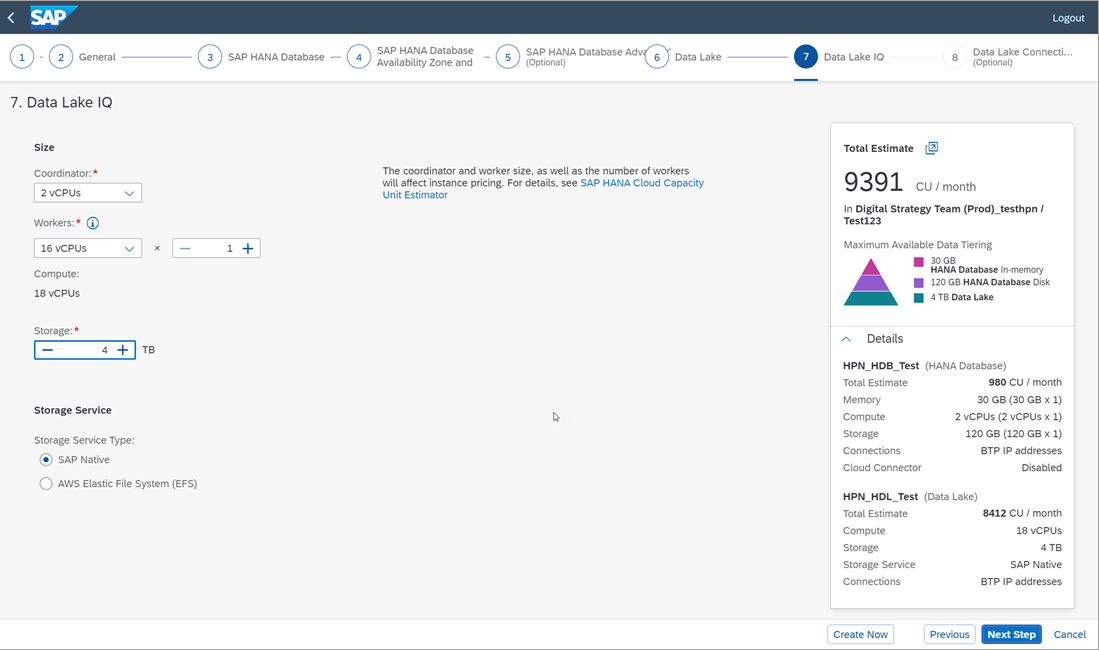 SAP
Logout
1 - 2 General
3 SAP HANA Database
4 SAP HANA Database
Availability Zone and
5 SAP HANA Database Adva
(Optional)
6 Data Lake
7 Data Lake IQ
8 Data Lake Connecti...
(Optional)
7. Data Lake IQ
Size
Coordinator:*
2 vCPUs
Workers:*
16 vCPUs × 1
Compute:
18 vCPUs
Storage:*
4 TB
The coordinator and worker size, as well as the number of workers
will affect instance pricing. For details, see SAP HANA Cloud Capacity
Unit Estimator
Storage Service
Storage Service Type:
SAP Native
AWS Elastic File System (EFS)
Total Estimate
9391 CU / month
In Digital Strategy Team (Prod)_testhpn /
Test123
Maximum Available Data Tiering
30 GB
HANA Database In-memory
120 GB HANA Database Disk
4 TB Data Lake
Details
HPN_HDB_Test (HANA Database)
Total Estimate 980 CU / month
Memory 30 GB (30 GB x 1)
Compute 2 vCPUs (2 vCPUs x 1)
Storage 120 GB (120 GB x 1)
Connections BTP IP addresses
Cloud Connector Disabled
HPN_HDL_Test (Data Lake)
Total Estimate 8412 CU / month
Compute 18 vCPUs
Storage 4 TB
Storage Service SAP Native
Connections BTP IP addresses
Create Now Previous Next Step Cancel